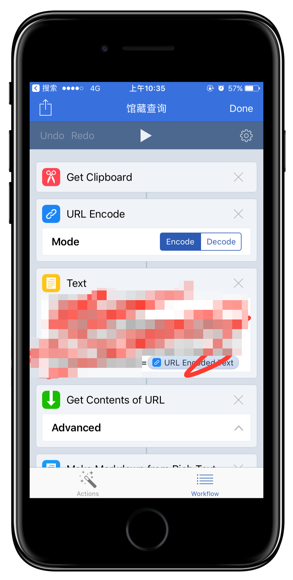 搜索 4G 上午10:35 57%
馆藏查询 Done
Undo Redo
Get Clipboard
URL Encode
Mode Encode Decode
Text
= URL Encoded Text
Get Contents of URL
Advanced
Make Markdown from Rich Text
Actions Workflow